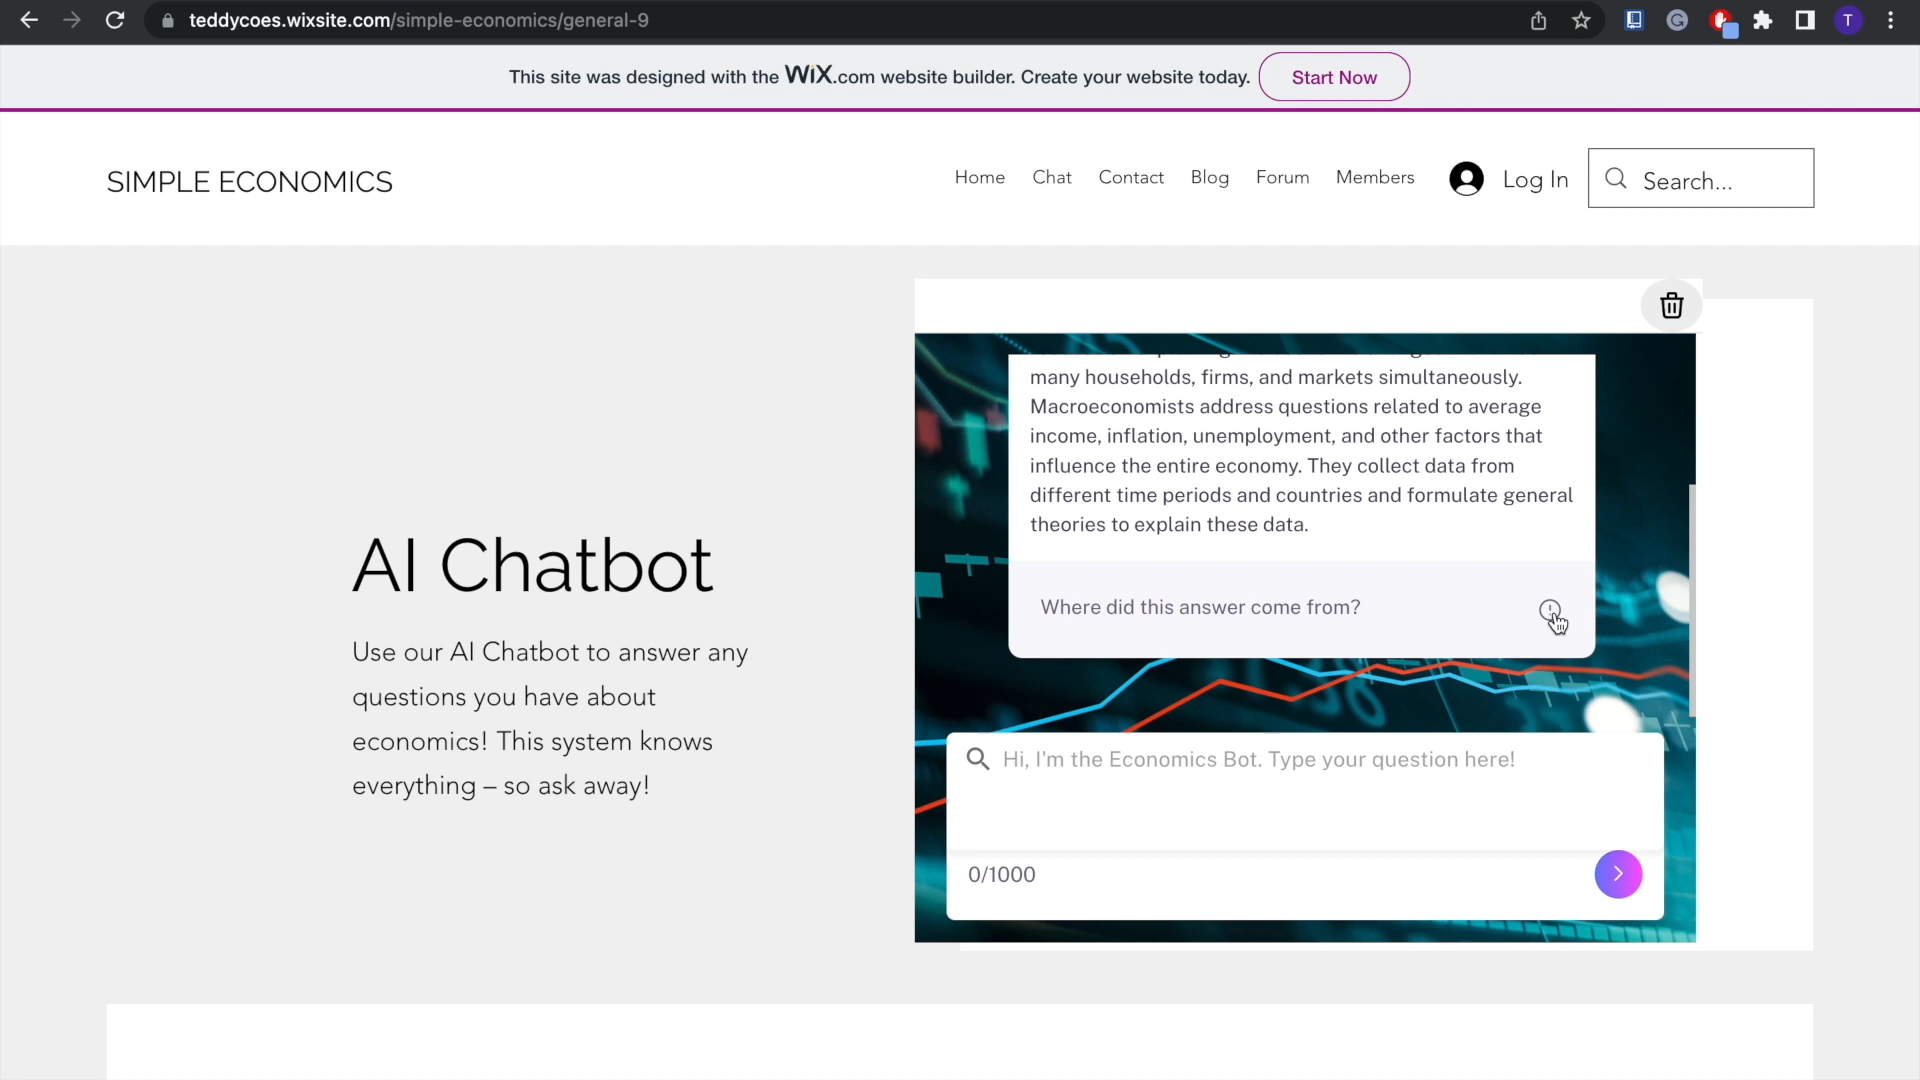 teddycoes.wixsite.com/simple-economics/general-9
T
This site was designed with the WiX.com website builder. Create your website today.
Start Now
SIMPLE ECONOMICS
Home
Chat
Contact
Blog
Forum
Members
Log In
Search...
many households, firms, and markets simultaneously.
Macroeconomists address questions related to average
income, inflation, unemployment, and other factors that
influence the entire economy. They collect data from
different time periods and countries and formulate general
theories to explain these data.
Where did this answer come from?
AI Chatbot
Use our AI Chatbot to answer any
questions you have about
economics! This system knows
everything – so ask away!
Hi, I'm the Economics Bot. Type your question here!
0/1000